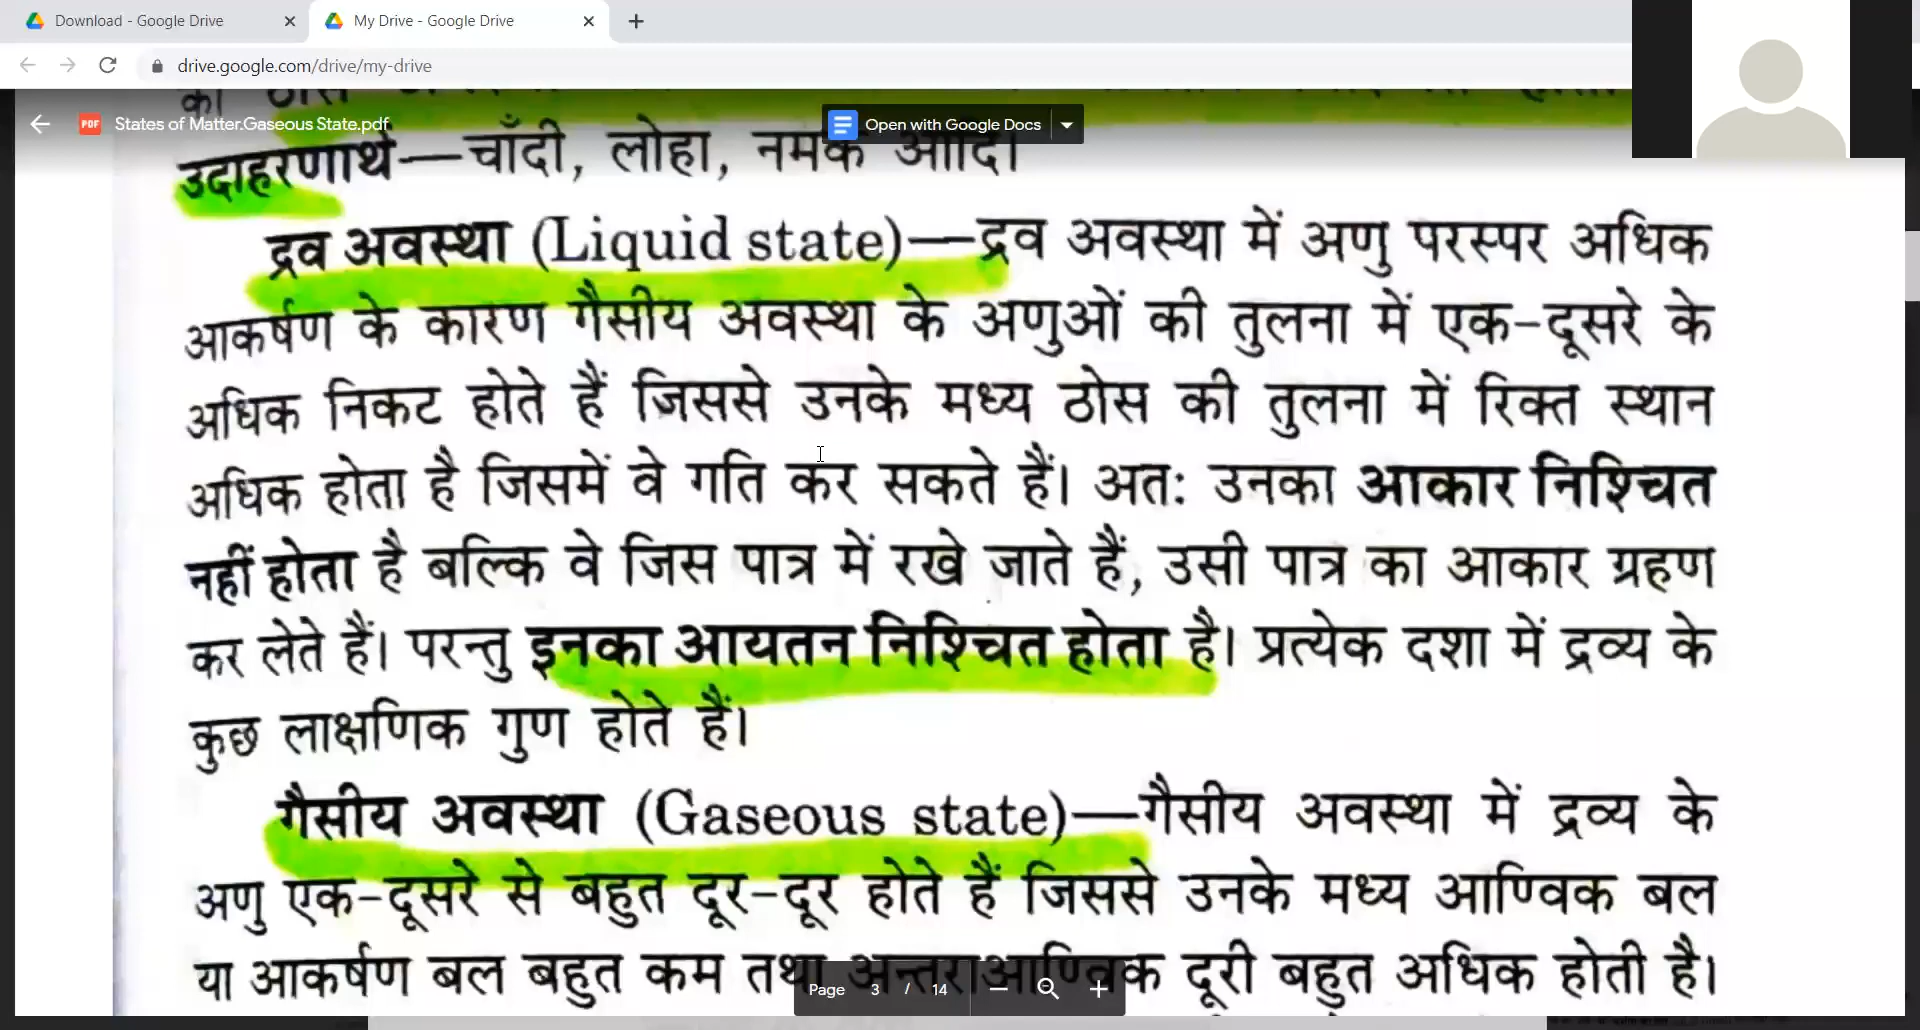 Download - Google Drive
My Drive - Google Drive
drive.google.com/drive/my-drive
States of Matter.Gaseous State.pdf
Open with Google Docs
उदाहरणार्थ—चाँदी, लोहा, नमक आदि।
द्रव अवस्था (Liquid state)—द्रव अवस्था में अणु परस्पर अधिक
आकर्षण के कारण गैसीय अवस्था के अणुओं की तुलना में एक-दूसरे के
अधिक निकट होते हैं जिससे उनके मध्य ठोस की तुलना में रिक्त स्थान
अधिक होता है जिसमें वे गति कर सकते हैं। अतः उनका आकार निश्चित
नहीं होता है बल्कि वे जिस पात्र में रखे जाते हैं, उसी पात्र का आकार ग्रहण
कर लेते हैं। परन्तु इनका आयतन निश्चित होता है। प्रत्येक दशा में द्रव्य के
कुछ लाक्षणिक गुण होते हैं।
गैसीय अवस्था (Gaseous state)—गैसीय अवस्था में द्रव्य के
अणु एक-दूसरे से बहुत दूर-दूर होते हैं जिससे उनके मध्य आण्विक बल
या आकर्षण बल बहुत कम तथा अन्तराआण्विक दूरी बहुत अधिक होती है।
Page 3 / 14